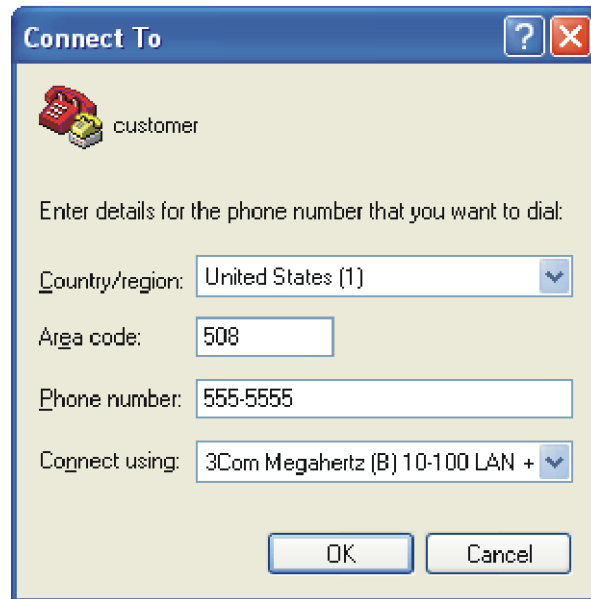 Connect To
customer
Enter details for the phone number that you want to dial:
Country/region: United States (1)
Area code: 508
Phone number: 555-5555
Connect using: 3Com Megahertz (B) 10-100 LAN +
OK Cancel